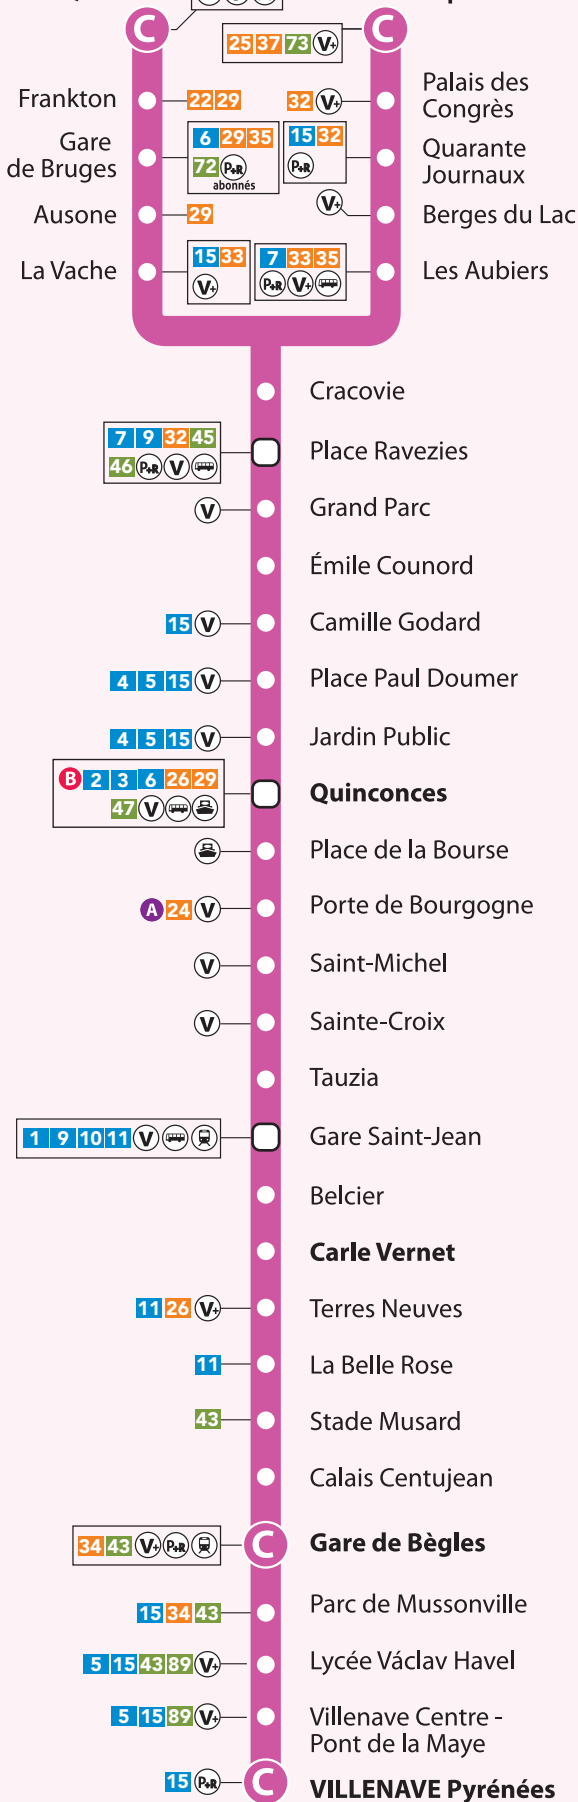 C
C
25 37 73 V+
Frankton
22 29
32 V+
Palais des
Congrès
Gare
de Bruges
6 29 35
72 P+R
abonnés
15 32
P+R
Quarante
Journaux
Ausone
29
V+
Berges du Lac
La Vache
15 33
V+
7 33 35
P+R V+
Les Aubiers
Cracovie
7 9 32 45
46 P+R V
Place Ravezies
V
Grand Parc
Émile Counord
15 V
Camille Godard
4 5 15 V
Place Paul Doumer
4 5 15 V
Jardin Public
B 2 3 6 26 29
47 V
Quinconces
Place de la Bourse
A 24 V
Porte de Bourgogne
V
Saint-Michel
V
Sainte-Croix
Tauzia
1 9 10 11 V
Gare Saint-Jean
Belcier
Carle Vernet
11 26 V+
Terres Neuves
11
La Belle Rose
43
Stade Musard
Calais Centujean
34 43 V+ P+R
C
Gare de Bègles
15 34 43
Parc de Mussonville
5 15 43 89 V+
Lycée Václav Havel
5 15 89 V+
Villenave Centre -
Pont de la Maye
15 P+R
C
VILLENAVE Pyrénées